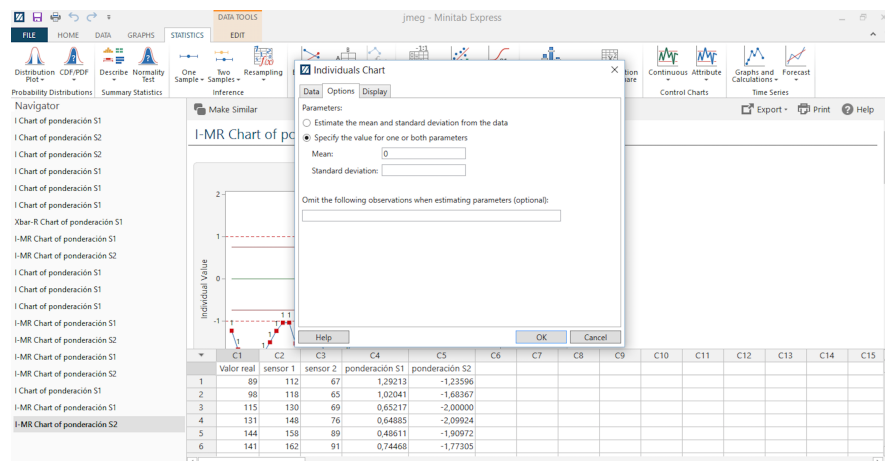 DATA TOOLS
jmeg - Minitab Express
FILE HOME DATA GRAPHS STATISTICS EDIT
Distribution Plot CDF/PDF Describe Normality Test One Sample Two Samples Resampling Continuous Attribute Graphs and Calculations Forecast
Probability Distributions Summary Statistics Inference Control Charts Time Series
Navigator
I Chart of ponderación S1
I Chart of ponderación S2
I Chart of ponderación S2
I Chart of ponderación S1
I Chart of ponderación S1
I Chart of ponderación S1
Xbar-R Chart of ponderación S1
I-MR Chart of ponderación S1
I-MR Chart of ponderación S2
I Chart of ponderación S1
I Chart of ponderación S1
I Chart of ponderación S1
I-MR Chart of ponderación S1
I-MR Chart of ponderación S2
I-MR Chart of ponderación S1
I-MR Chart of ponderación S2
I Chart of ponderación S1
I-MR Chart of ponderación S1
I-MR Chart of ponderación S2
Make Similar
Export Print Help
I-MR Chart of po
Individual Value
2
1
0
-1
1 1 1 1 1
Individuals Chart
Data Options Display
Parameters:
Estimate the mean and standard deviation from the data
Specify the value for one or both parameters
Mean: 0
Standard deviation:
Omit the following observations when estimating parameters (optional):
Help OK Cancel
C1 C2 C3 C4 C5 C6 C7 C8 C9 C10 C11 C12 C13 C14 C15
Valor real sensor 1 sensor 2 ponderación S1 ponderación S2
1 89 112 67 1,29213 -1,23596
2 98 118 65 1,02041 -1,68367
3 115 130 69 0,65217 -2,00000
4 131 148 76 0,64885 -2,09924
5 144 158 89 0,48611 -1,90972
6 141 162 91 0,74468 -1,77305